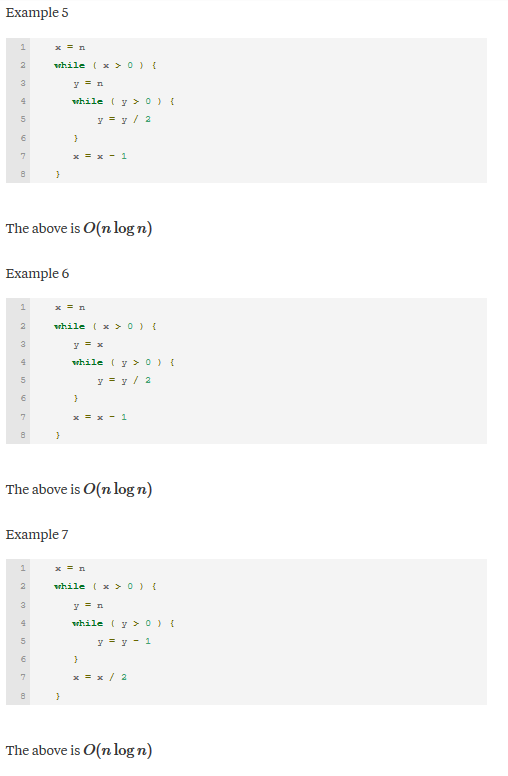 Example 5
1 x = n
2 while ( x > 0 ) {
3 y = n
4 while ( y > 0 ) {
5 y = y / 2
6 }
7 x = x - 1
8 }
The above is O(n log n)
Example 6
1 x = n
2 while ( x > 0 ) {
3 y = x
4 while ( y > 0 ) {
5 y = y / 2
6 }
7 x = x - 1
8 }
The above is O(n log n)
Example 7
1 x = n
2 while ( x > 0 ) {
3 y = n
4 while ( y > 0 ) {
5 y = y - 1
6 }
7 x = x / 2
8 }
The above is O(n log n)